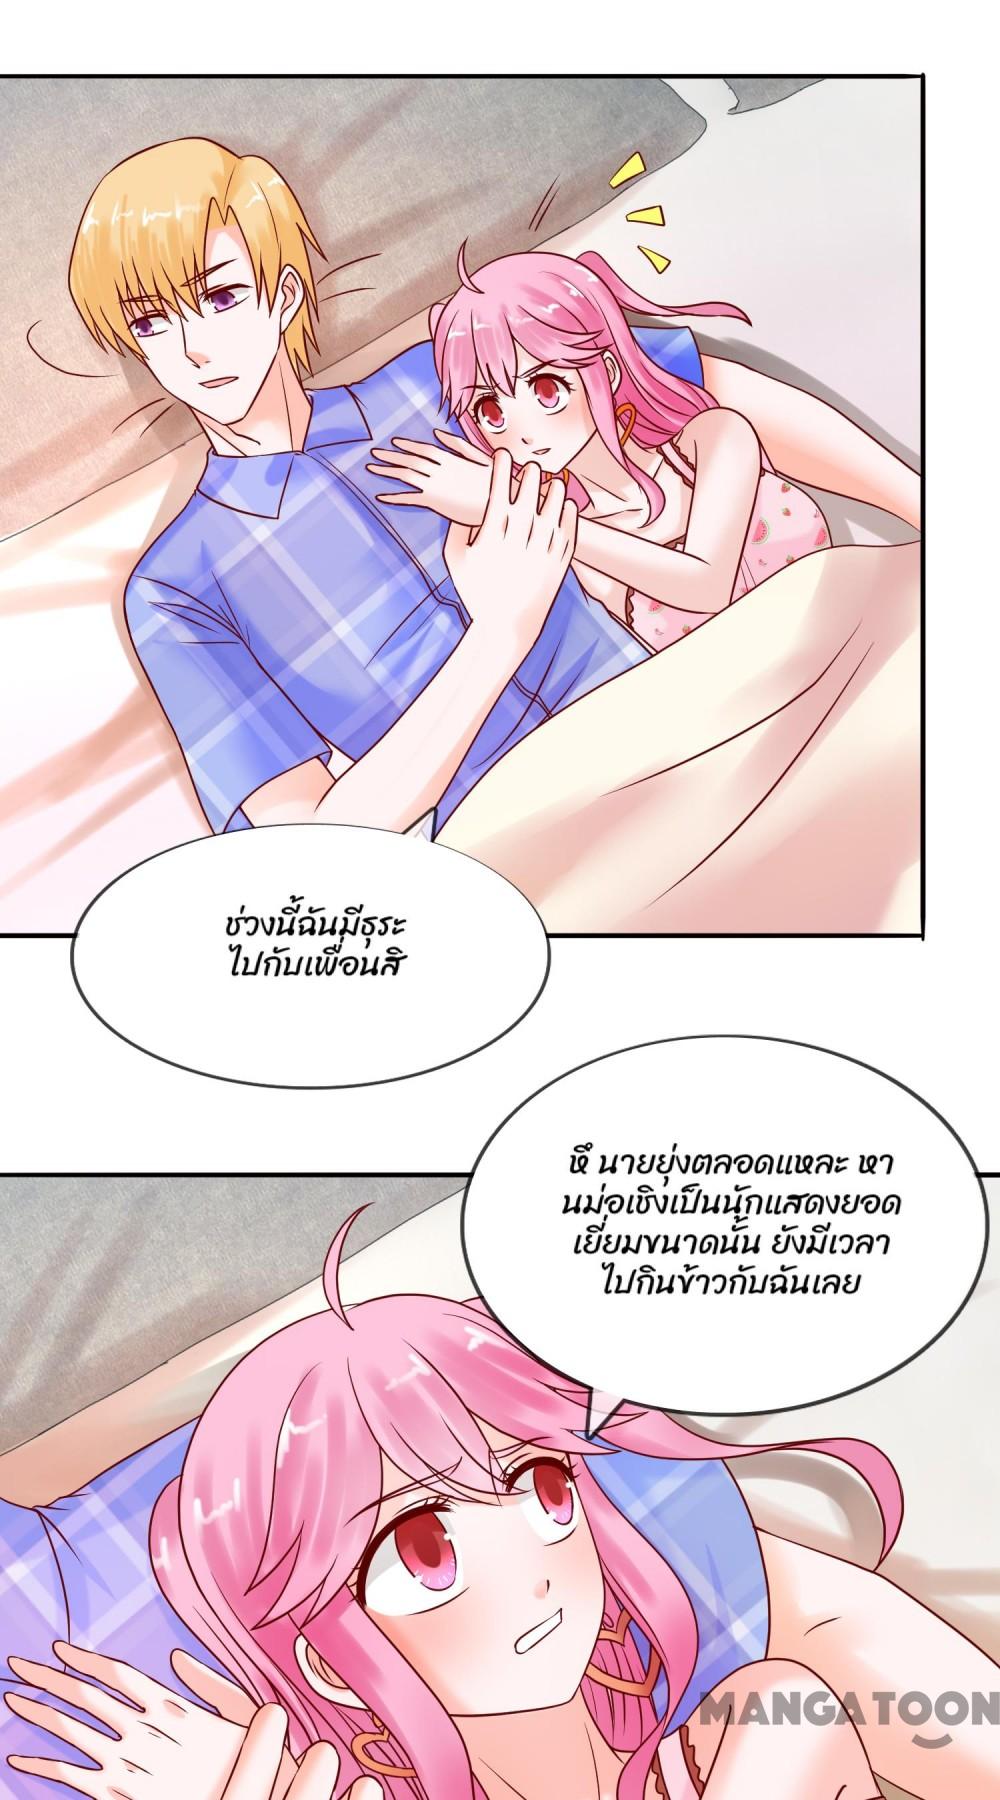 ช่วงนี้ฉันมีธุระ
ไปกับเพื่อนสิ
หึ นายยุ่งตลอดแหละ หา
นม่อเชิงเป็นนักแสดงยอด
เยี่ยมขนาดนั้น ยังมีเวลา
ไปกินข้าวกับฉันเลย
MANGATOON